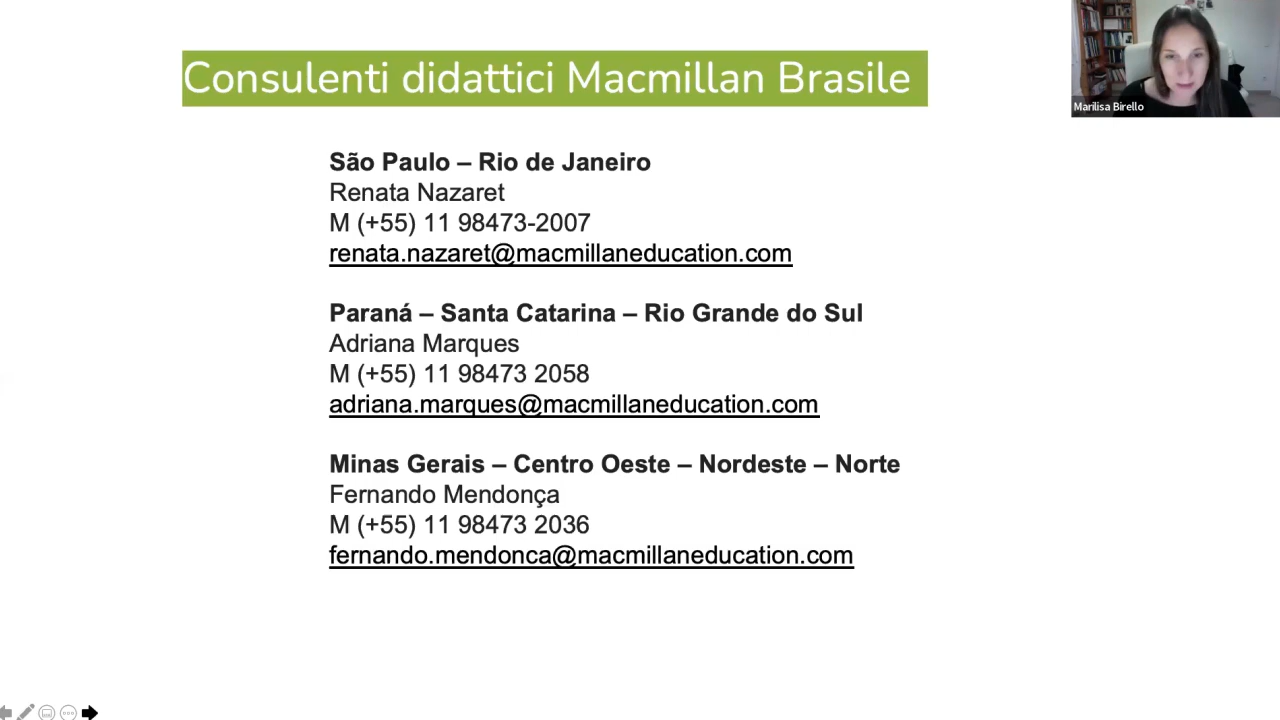 Consulenti didattici Macmillan Brasile
Marilisa Birello
São Paulo – Rio de Janeiro
Renata Nazaret
M (+55) 11 98473-2007
renata.nazaret@macmillaneducation.com
Paraná – Santa Catarina – Rio Grande do Sul
Adriana Marques
M (+55) 11 98473 2058
adriana.marques@macmillaneducation.com
Minas Gerais – Centro Oeste – Nordeste – Norte
Fernando Mendonça
M (+55) 11 98473 2036
fernando.mendonca@macmillaneducation.com